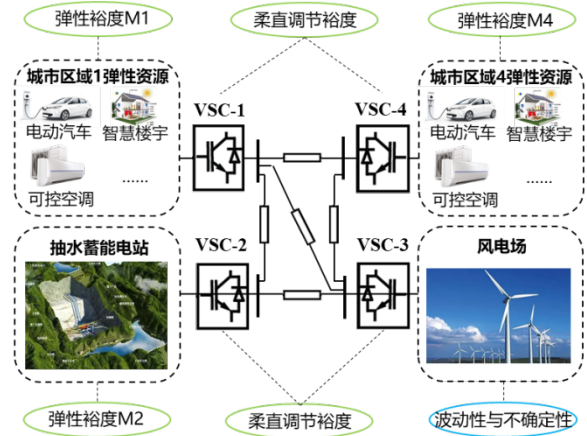 弹性裕度M1
柔直调节裕度
弹性裕度M4
城市区域1弹性资源
电动汽车
智慧楼宇
可控空调
......
VSC-1
VSC-4
城市区域4弹性资源
电动汽车
智慧楼宇
可控空调
......
抽水蓄能电站
VSC-2
VSC-3
风电场
弹性裕度M2
柔直调节裕度
波动性与不确定性